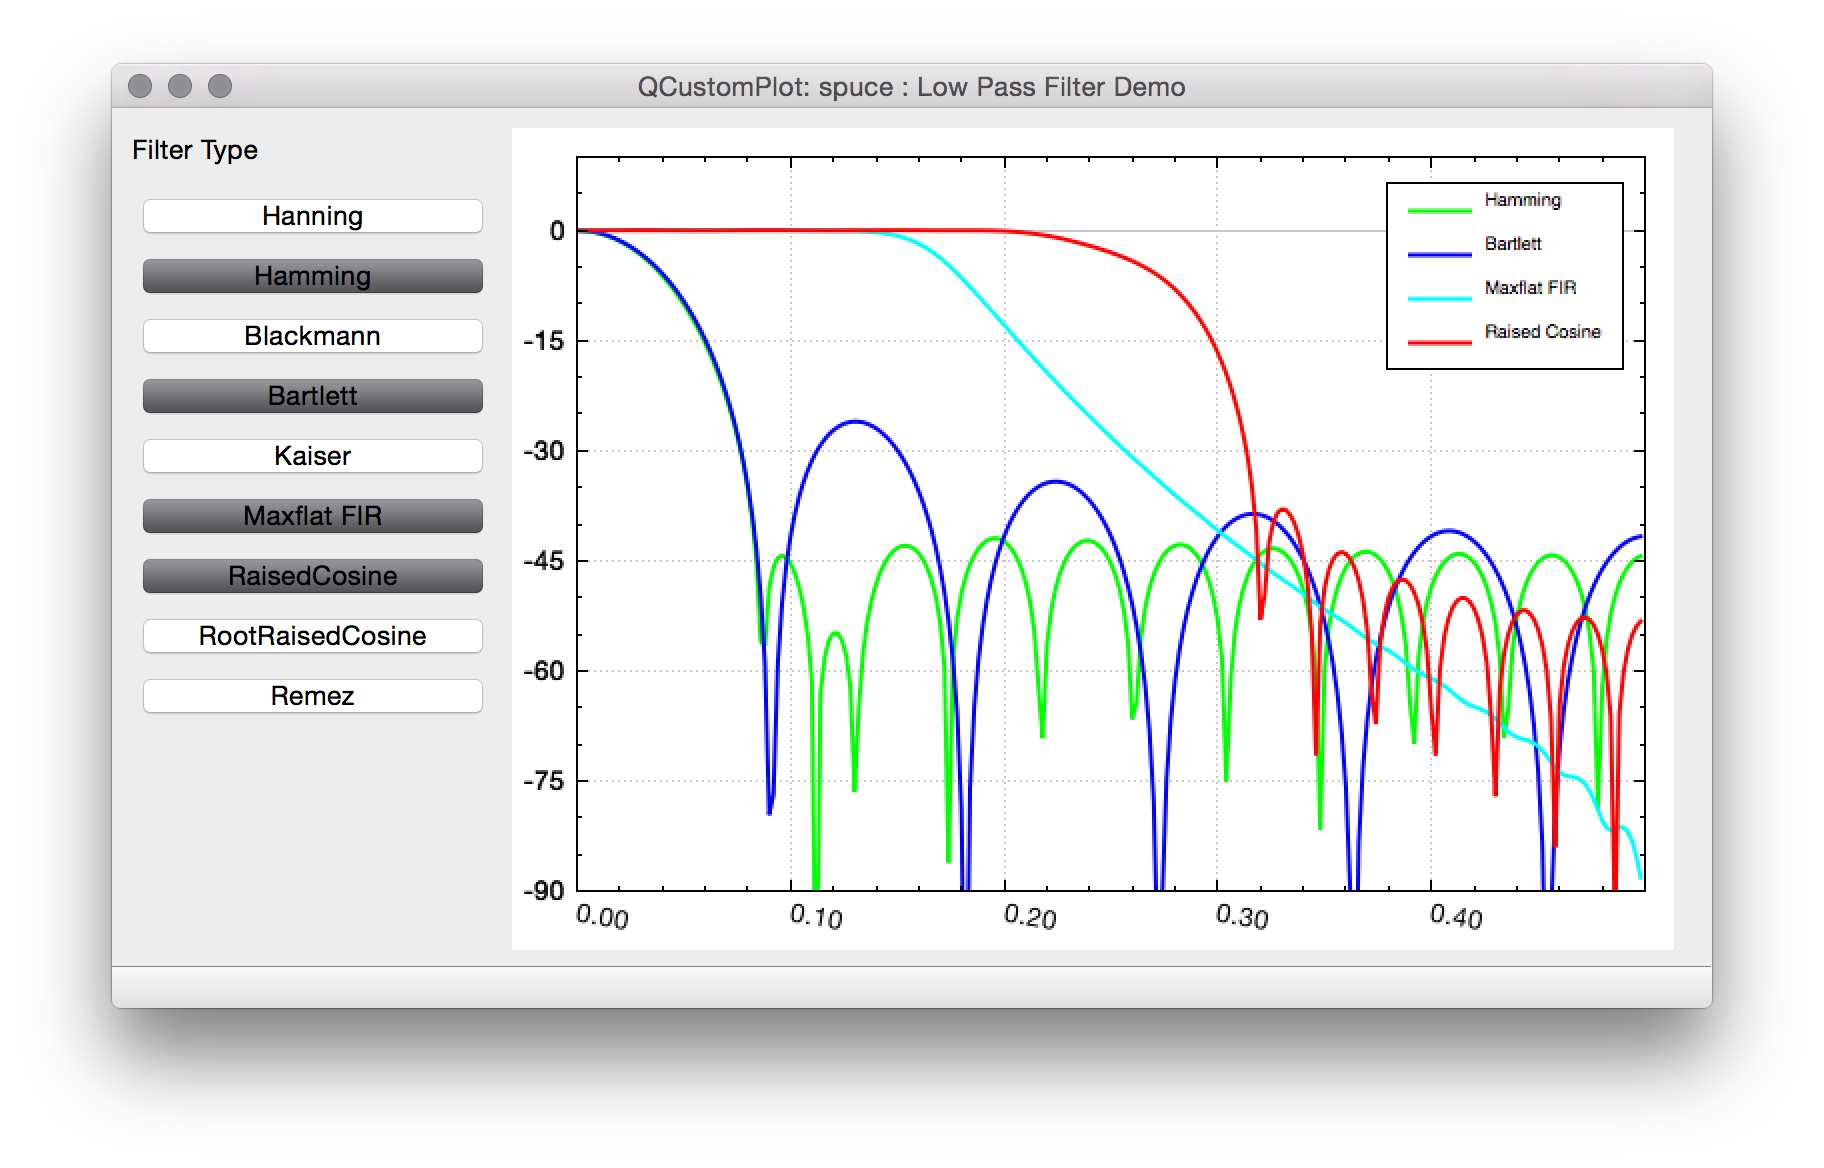 QCustomPlot: spuce : Low Pass Filter Demo
Filter Type
Hanning
Hamming
Blackmann
Bartlett
Kaiser
Maxflat FIR
RaisedCosine
RootRaisedCosine
Remez
0
-15
-30
-45
-60
-75
-90
0.00 0.10 0.20 0.30 0.40
Hamming
Bartlett
Maxflat FIR
Raised Cosine